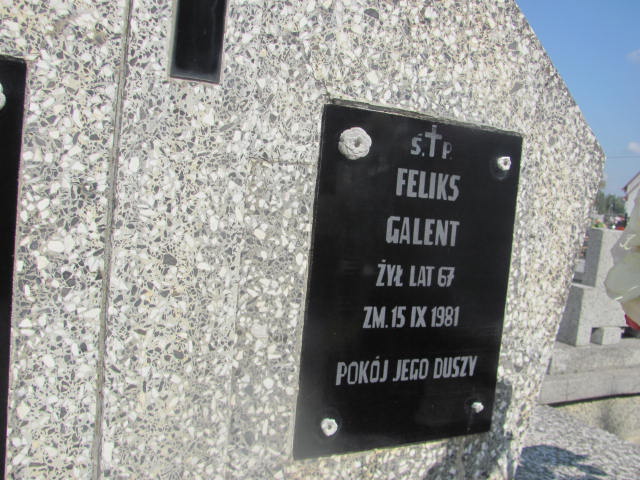 Ś.†P.
FELIKS
GALENT
ŻYŁ LAT 67
ZM. 15 IX 1981
POKÓJ JEGO DUSZY